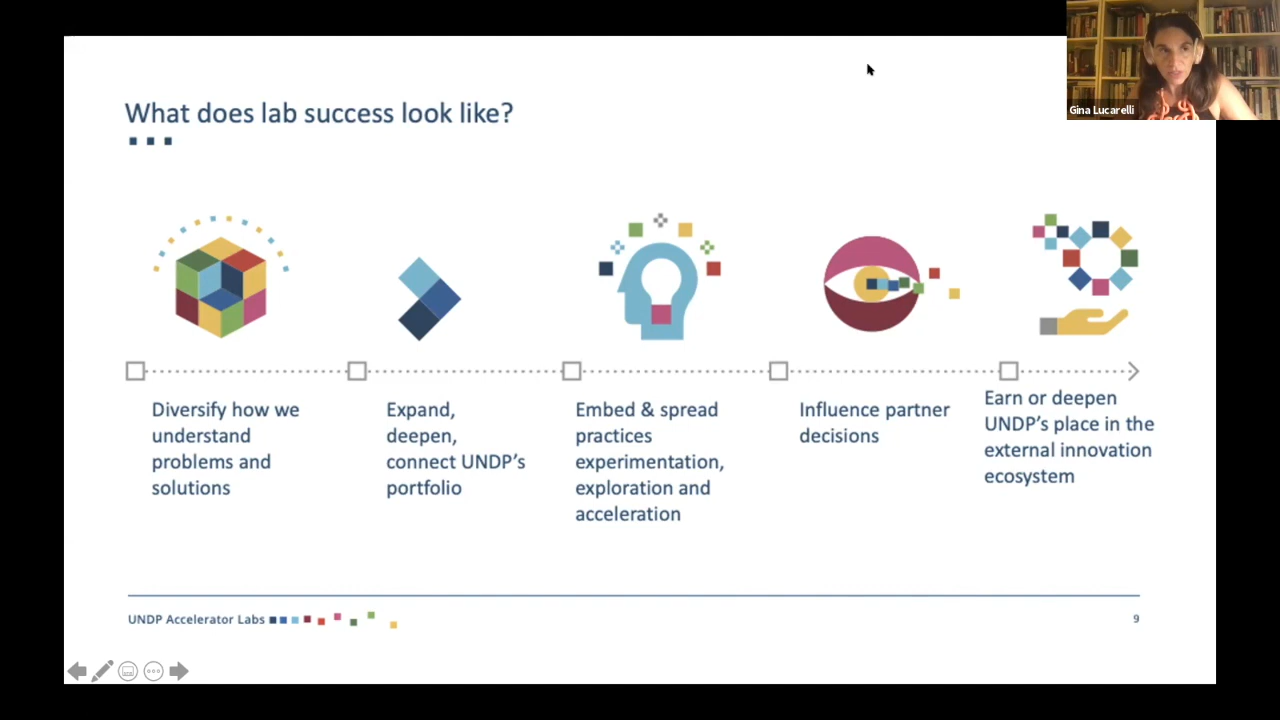 Gina Lucarelli
What does lab success look like?
Diversify how we
understand
problems and
solutions
Expand,
deepen,
connect UNDP's
portfolio
Embed & spread
practices
experimentation,
exploration and
acceleration
Influence partner
decisions
Earn or deepen
UNDP's place in the
external innovation
ecosystem
UNDP Accelerator Labs
9